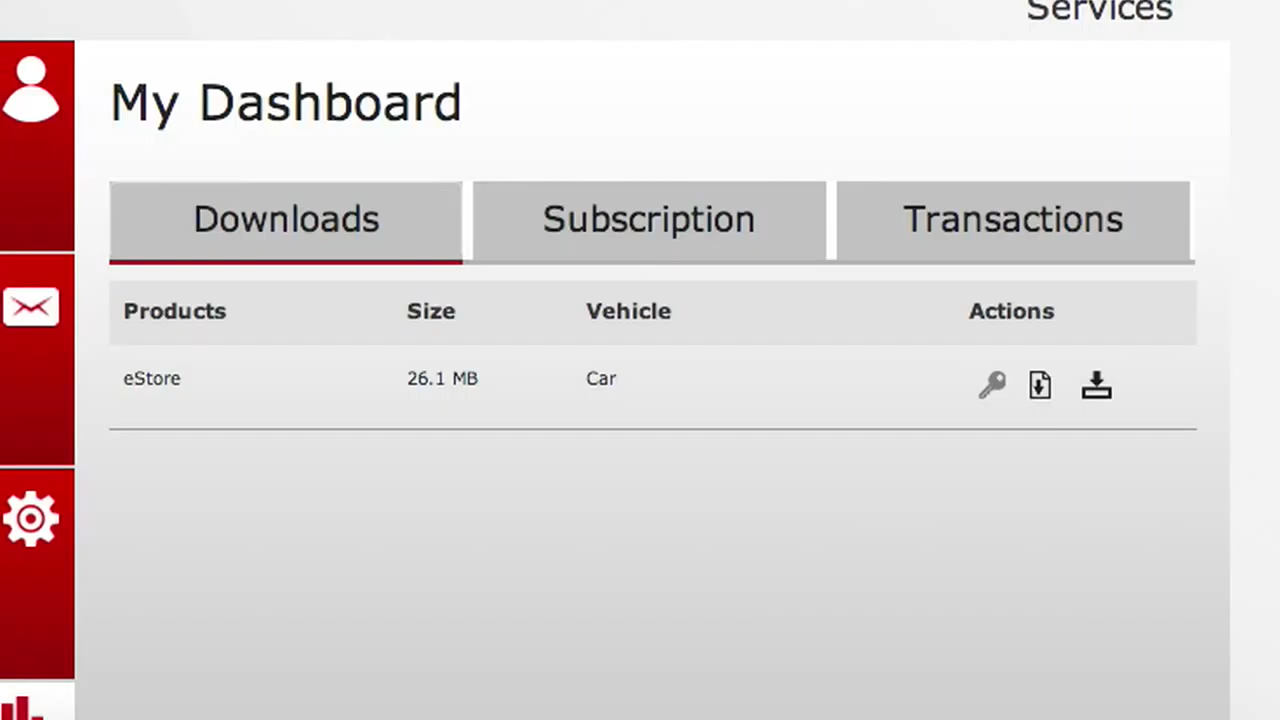 Services
My Dashboard
Downloads Subscription Transactions
Products Size Vehicle Actions
eStore 26.1 MB Car